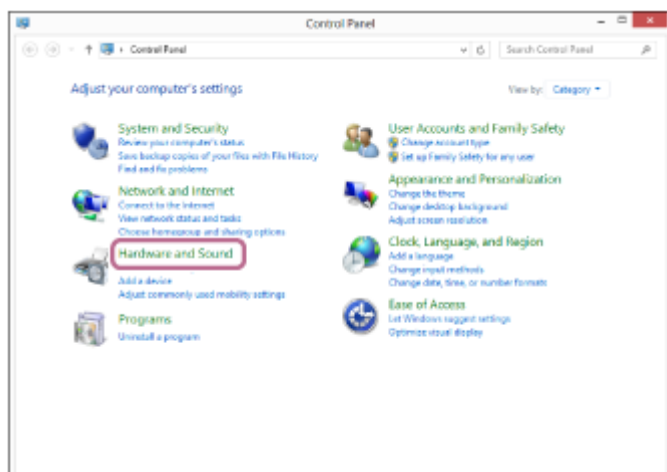 Control Panel
Control Panel
Search Control Panel
Adjust your computer's settings
View by: Category
System and Security
Review your computer's status
Save backup copies of your files with File History
Find and fix problems
Network and Internet
Connect to the Internet
View network status and tasks
Choose homegroup and sharing options
Hardware and Sound
Add a device
Adjust commonly used mobility settings
Programs
Uninstall a program
User Accounts and Family Safety
Change account type
Set up Family Safety for any user
Appearance and Personalization
Change the theme
Change desktop background
Adjust screen resolution
Clock, Language, and Region
Add a language
Change input methods
Change date, time, or number formats
Ease of Access
Let Windows suggest settings
Optimize visual display